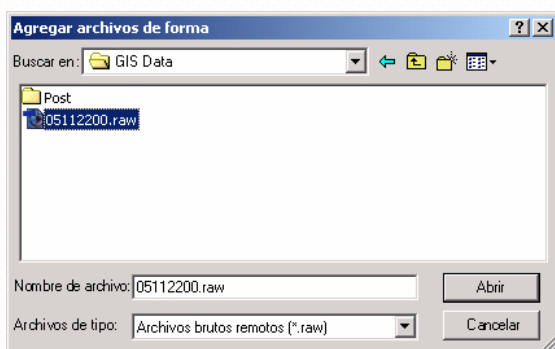 Agregar archivos de forma
Buscar en: GIS Data
Post
05112200.raw
Nombre de archivo: 05112200.raw
Abrir
Archivos de tipo: Archivos brutos remotos (*.raw)
Cancelar